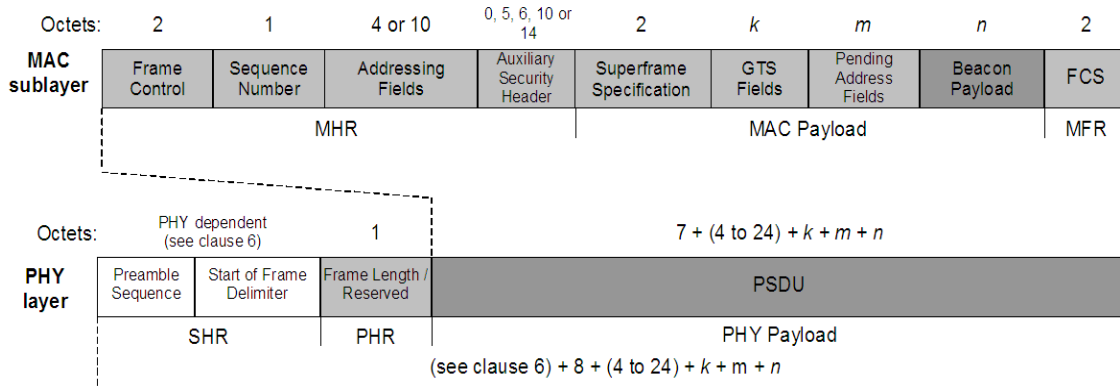 Octets: 2 1 4 or 10 0, 5, 6, 10 or 14 2 k m n 2
MAC sublayer
Frame Control
Sequence Number
Addressing Fields
Auxiliary Security Header
Superframe Specification
GTS Fields
Pending Address Fields
Beacon Payload
FCS
MHR MAC Payload MFR
Octets: PHY dependent (see clause 6) 1 7 + (4 to 24) + k + m + n
PHY layer
Preamble Sequence
Start of Frame Delimiter
Frame Length / Reserved
PSDU
SHR PHR PHY Payload
(see clause 6) + 8 + (4 to 24) + k + m + n